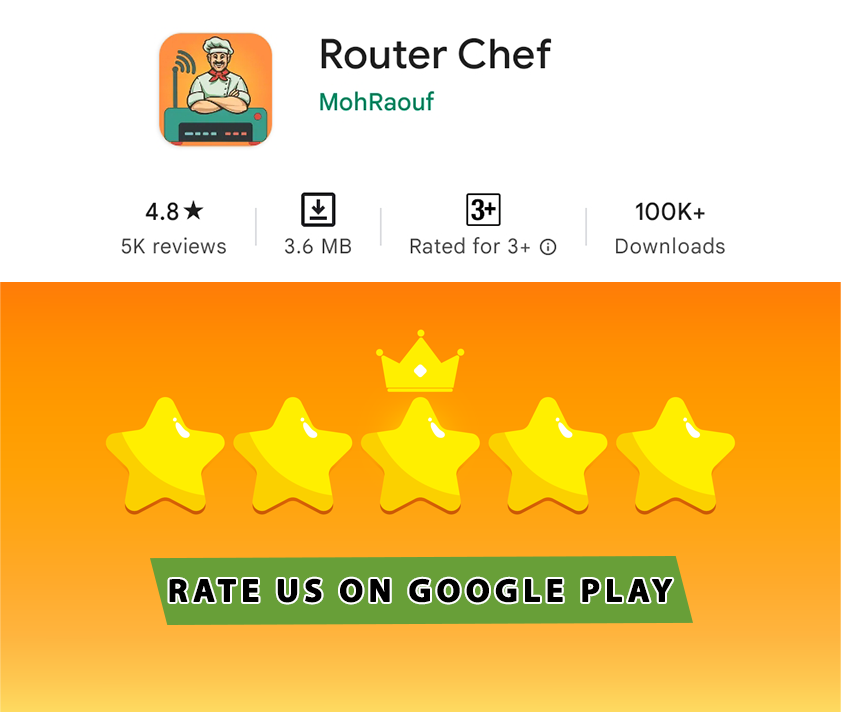 Router Chef
MohRaouf
4.8★
3+
100K+
5K reviews
3.6 MB
Rated for 3+
Downloads
RATE US ON GOOGLE PLAY